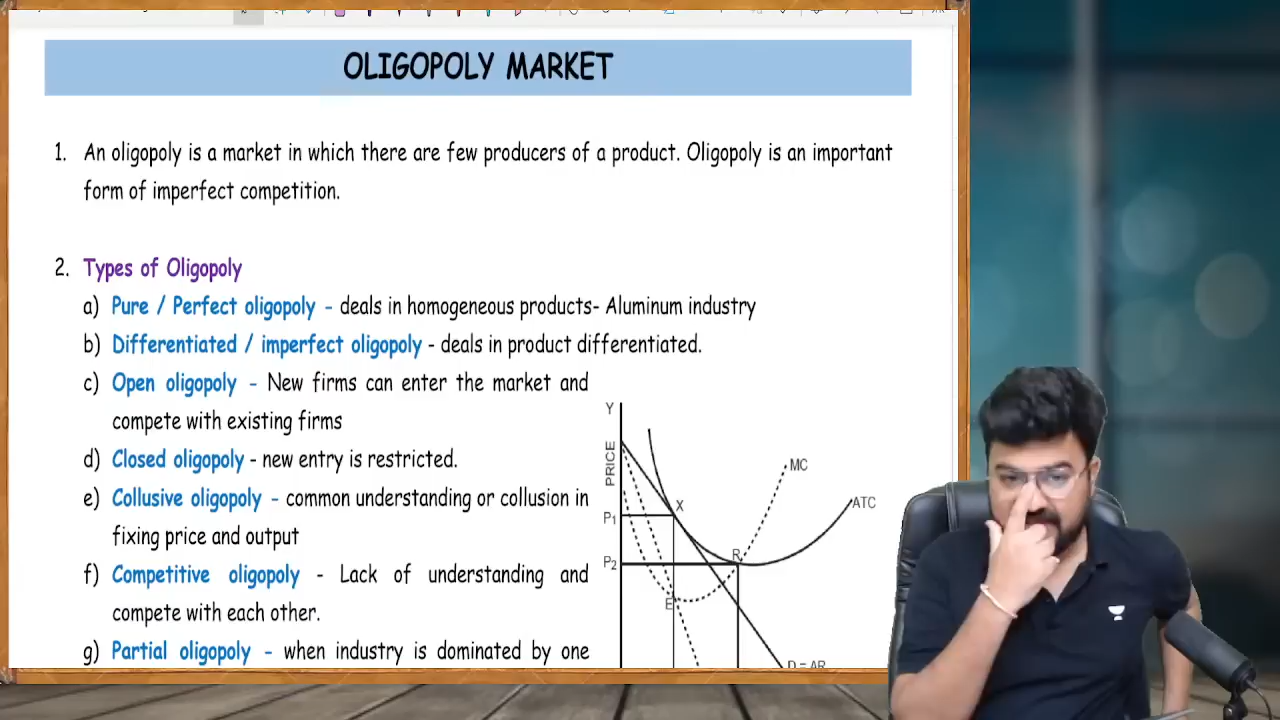 OLIGOPOLY MARKET
1. An oligopoly is a market in which there are few producers of a product. Oligopoly is an important
form of imperfect competition.
2. Types of Oligopoly
a) Pure / Perfect oligopoly - deals in homogeneous products- Aluminum industry
b) Differentiated / imperfect oligopoly - deals in product differentiated.
c) Open oligopoly - New firms can enter the market and
compete with existing firms
d) Closed oligopoly - new entry is restricted.
e) Collusive oligopoly - common understanding or collusion in
fixing price and output
f) Competitive oligopoly - Lack of understanding and
compete with each other.
g) Partial oligopoly - when industry is dominated by one
Y
PRICE
MC
ATC
X
P1
R
P2
E
D = AR